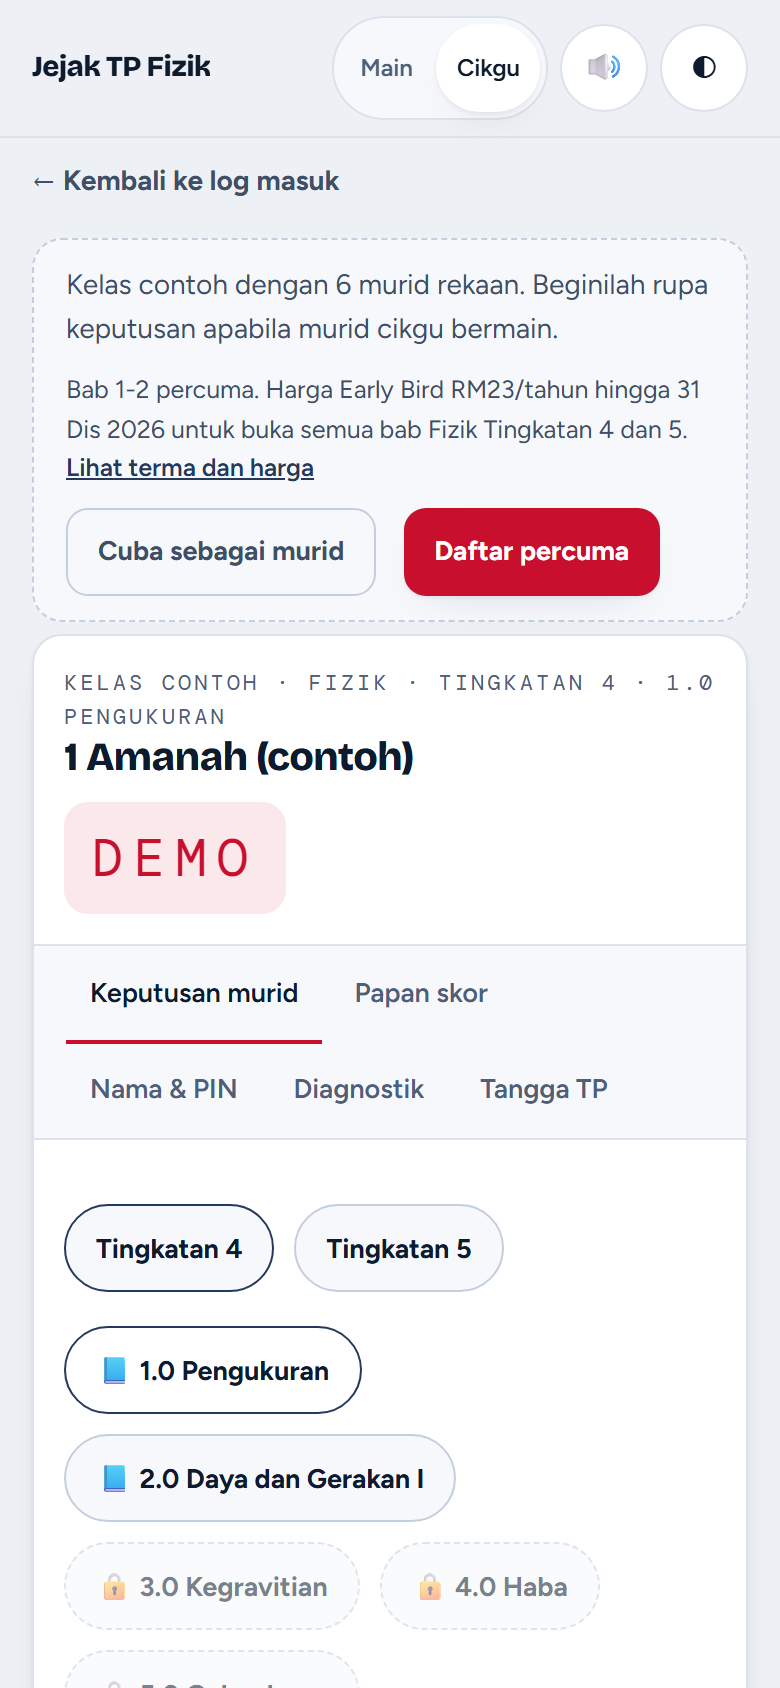 Jejak TP Fizik
Main
Cikgu
← Kembali ke log masuk
Kelas contoh dengan 6 murid rekaan. Beginilah rupa
keputusan apabila murid cikgu bermain.
Bab 1-2 percuma. Harga Early Bird RM23/tahun hingga 31
Dis 2026 untuk buka semua bab Fizik Tingkatan 4 dan 5.
Lihat terma dan harga
Cuba sebagai murid
Daftar percuma
KELAS CONTOH · FIZIK · TINGKATAN 4 · 1.0
PENGUKURAN
1 Amanah (contoh)
DEMO
Keputusan murid
Papan skor
Nama & PIN
Diagnostik
Tangga TP
Tingkatan 4
Tingkatan 5
1.0 Pengukuran
2.0 Daya dan Gerakan I
3.0 Kegravitian
4.0 Haba